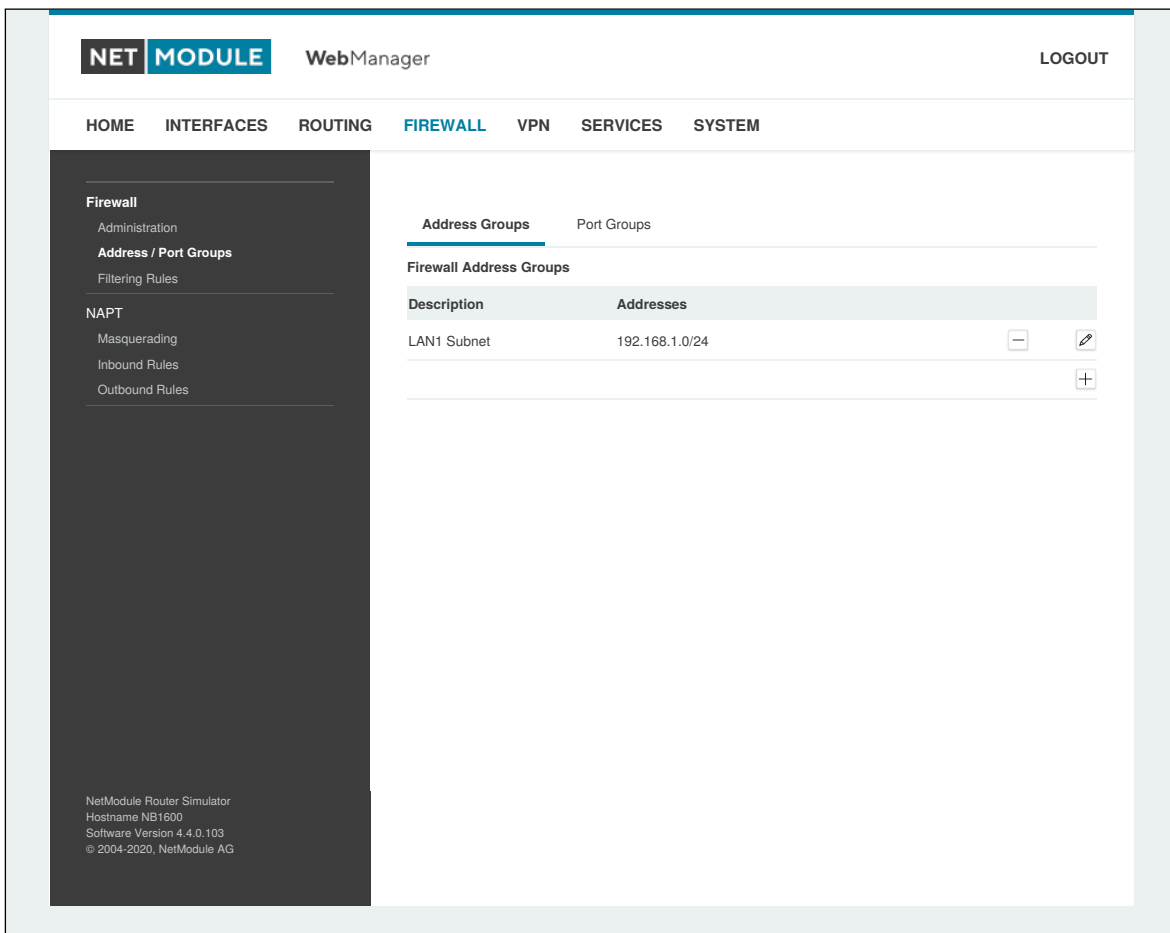 NET MODULE WebManager LOGOUT
HOME INTERFACES ROUTING FIREWALL VPN SERVICES SYSTEM
Firewall
Administration
Address / Port Groups
Filtering Rules
NAPT
Masquerading
Inbound Rules
Outbound Rules
Address Groups Port Groups
Firewall Address Groups
Description Addresses
LAN1 Subnet 192.168.1.0/24
NetModule Router Simulator
Hostname NB1600
Software Version 4.4.0.103
© 2004-2020, NetModule AG